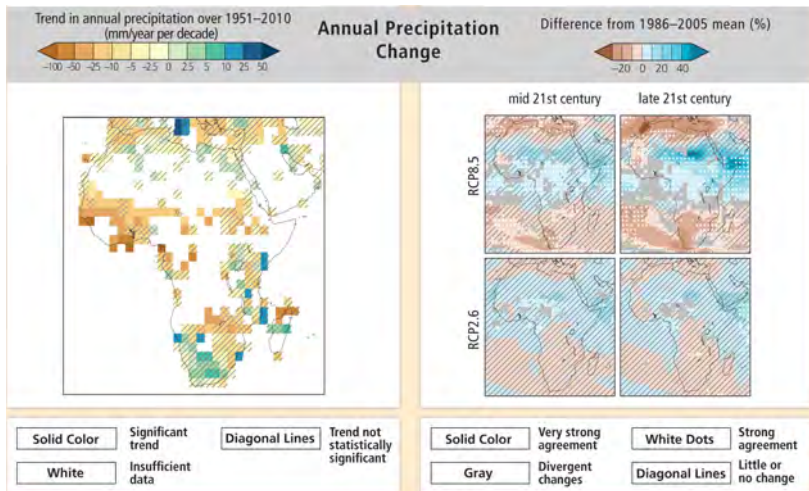 Trend in annual precipitation over 1951–2010
(mm/year per decade)
-100 -50 -25 -10 -5 -2.5 0 2.5 5 10 25 50
Annual Precipitation
Change
Difference from 1986–2005 mean (%)
-20 0 20 40
mid 21st century
late 21st century
RCP8.5
RCP2.6
Solid Color
Significant
trend
Diagonal Lines
Trend not
statistically
significant
White
Insufficient
data
Solid Color
Very strong
agreement
White Dots
Strong
agreement
Gray
Divergent
changes
Diagonal Lines
Little or
no change